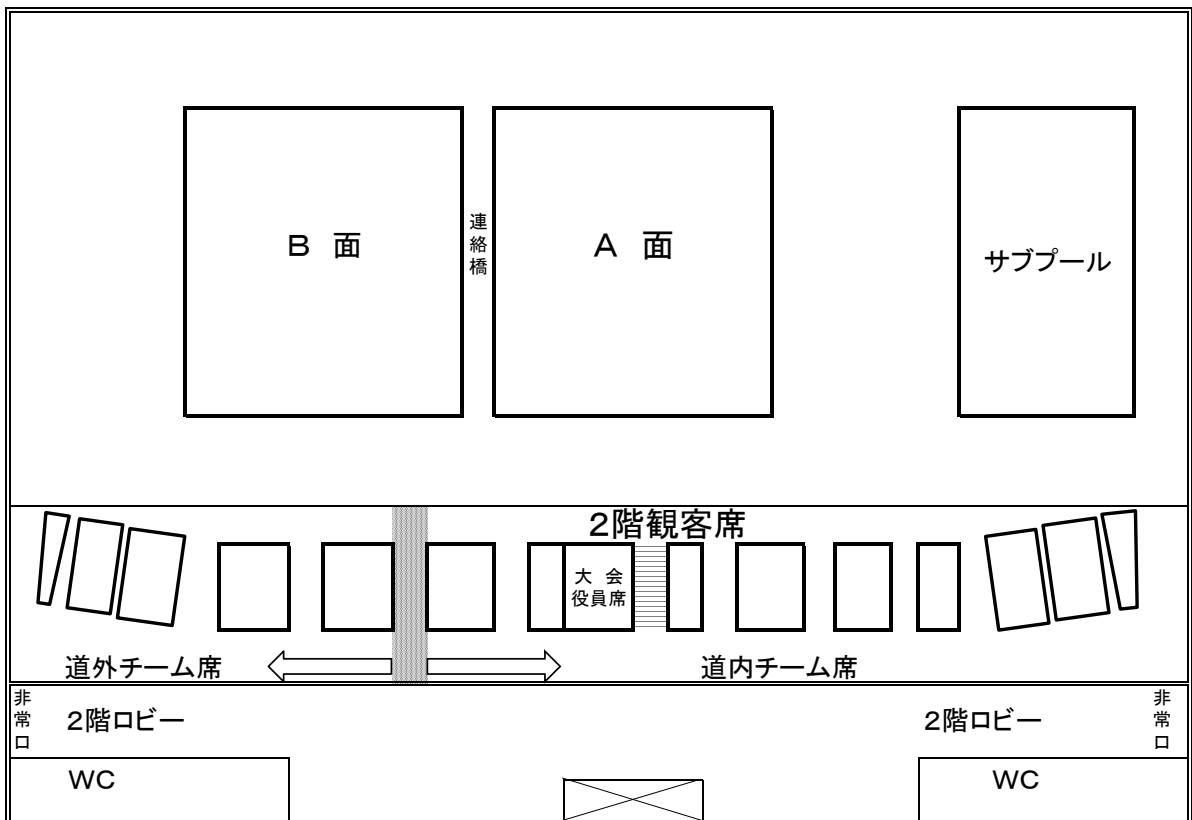 B 面
連絡橋
A 面
サブプール
2階観客席
大 会
役員席
道外チーム席
道内チーム席
非常口
2階ロビー
2階ロビー
非常口
WC
WC